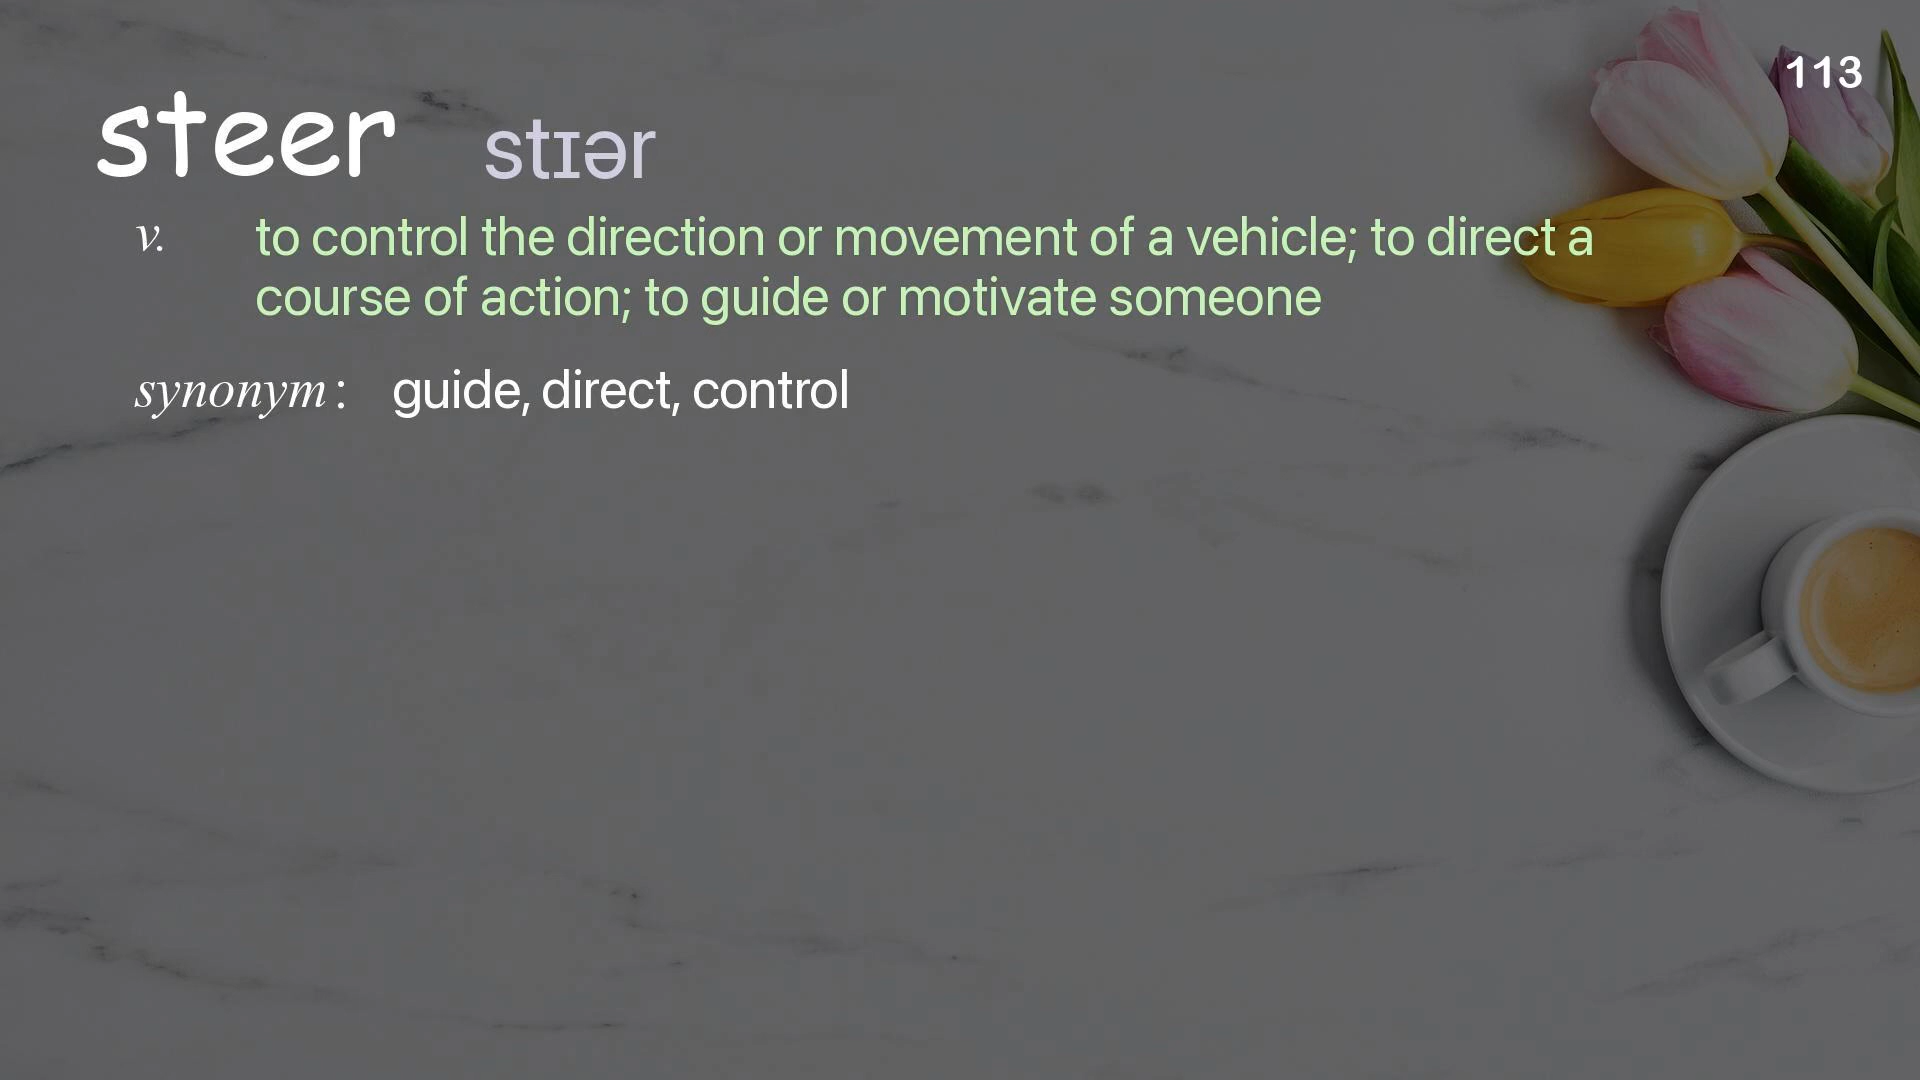 113
steer stɪər
v. to control the direction or movement of a vehicle; to direct a
course of action; to guide or motivate someone
synonym: guide, direct, control